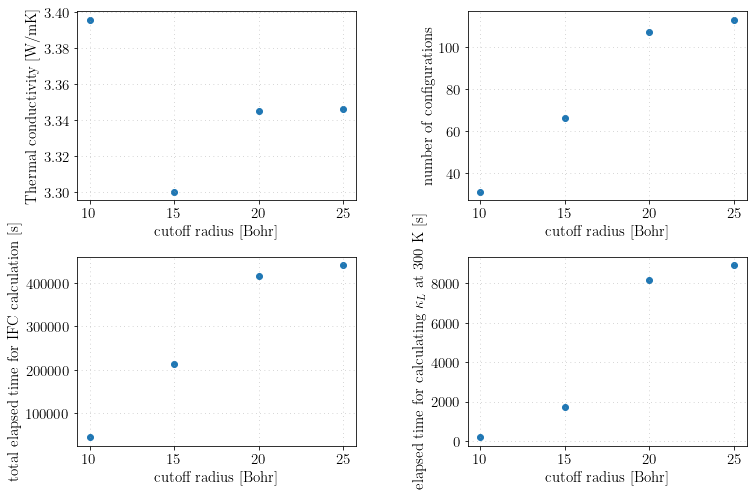 Thermal conductivity [W/mK]
3.40
3.38
3.36
3.34
3.32
3.30
10 15 20 25
cutoff radius [Bohr]
number of configurations
100
80
60
40
10 15 20 25
cutoff radius [Bohr]
total elapsed time for IFC calculation [s]
400000
300000
200000
100000
10 15 20 25
cutoff radius [Bohr]
elapsed time for calculating κ_L at 300 K [s]
8000
6000
4000
2000
0
10 15 20 25
cutoff radius [Bohr]